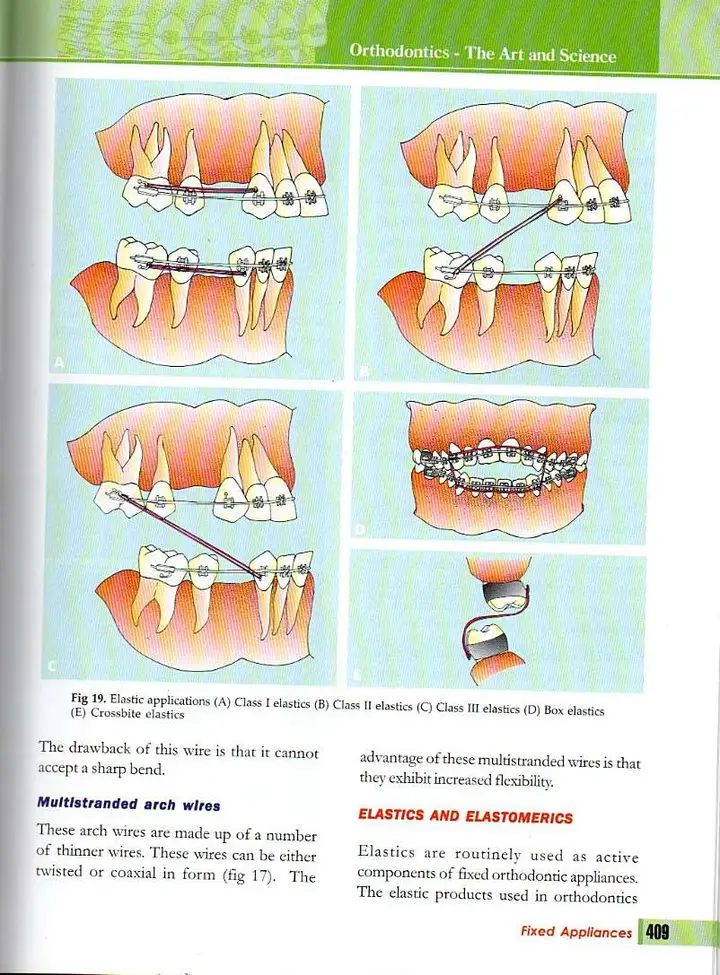 Orthodontics - The Art and Science
A
B
C
D
E
Fig 19. Elastic applications (A) Class I elastics (B) Class II elastics (C) Class III elastics (D) Box elastics
(E) Crossbite elastics
The drawback of this wire is that it cannot
accept a sharp bend.
Multistranded arch wires
These arch wires are made up of a number
of thinner wires. These wires can be either
twisted or coaxial in form (fig 17). The
advantage of these multistranded wires is that
they exhibit increased flexibility.
ELASTICS AND ELASTOMERICS
Elastics are routinely used as active
components of fixed orthodontic appliances.
The elastic products used in orthodontics
Fixed Appliances 409